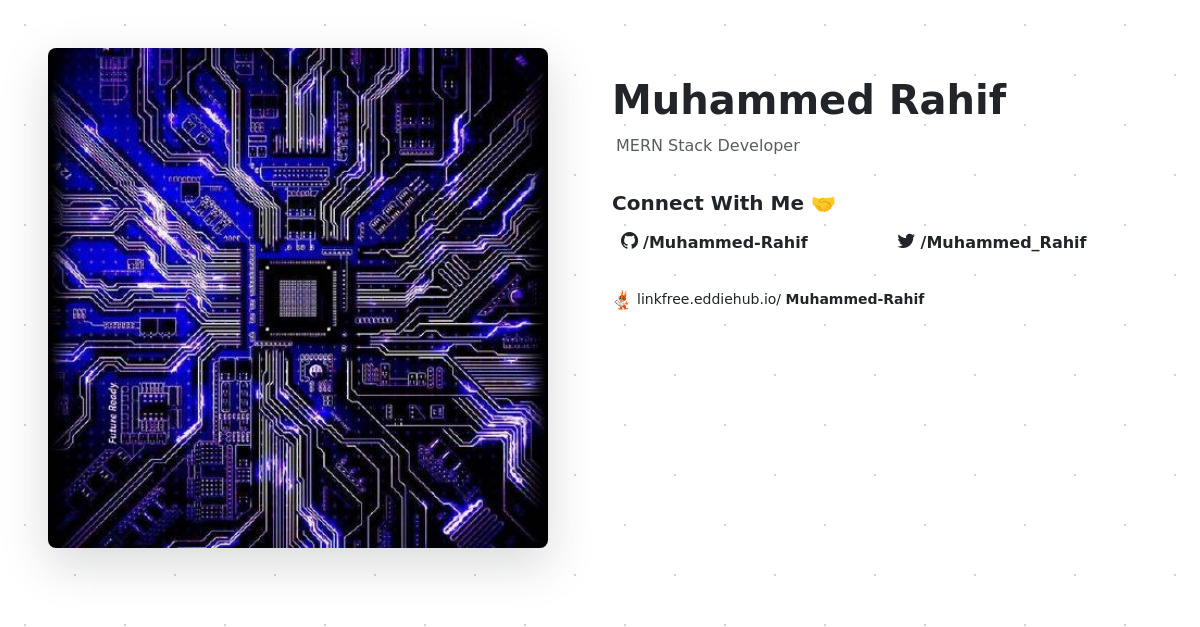 Muhammed Rahif
MERN Stack Developer
Connect With Me 🤝
/Muhammed-Rahif
/Muhammed_Rahif
linkfree.eddiehub.io/ Muhammed-Rahif
Future Ready